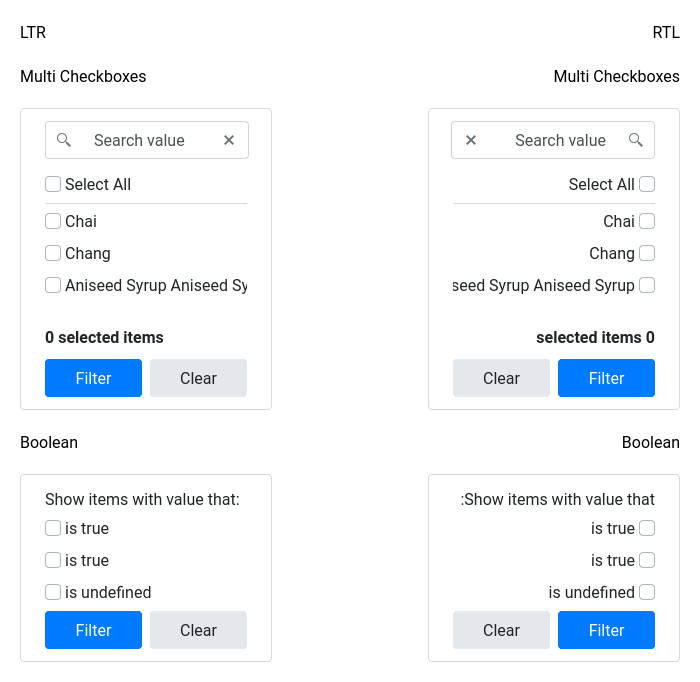 LTR
Multi Checkboxes
Search value
Select All
Chai
Chang
Aniseed Syrup Aniseed Sy
0 selected items
Filter Clear
Boolean
Show items with value that:
is true
is true
is undefined
Filter Clear
RTL
Multi Checkboxes
Search value
Select All
Chai
Chang
seed Syrup Aniseed Syrup
selected items 0
Clear Filter
Boolean
:Show items with value that
is true
is true
is undefined
Clear Filter